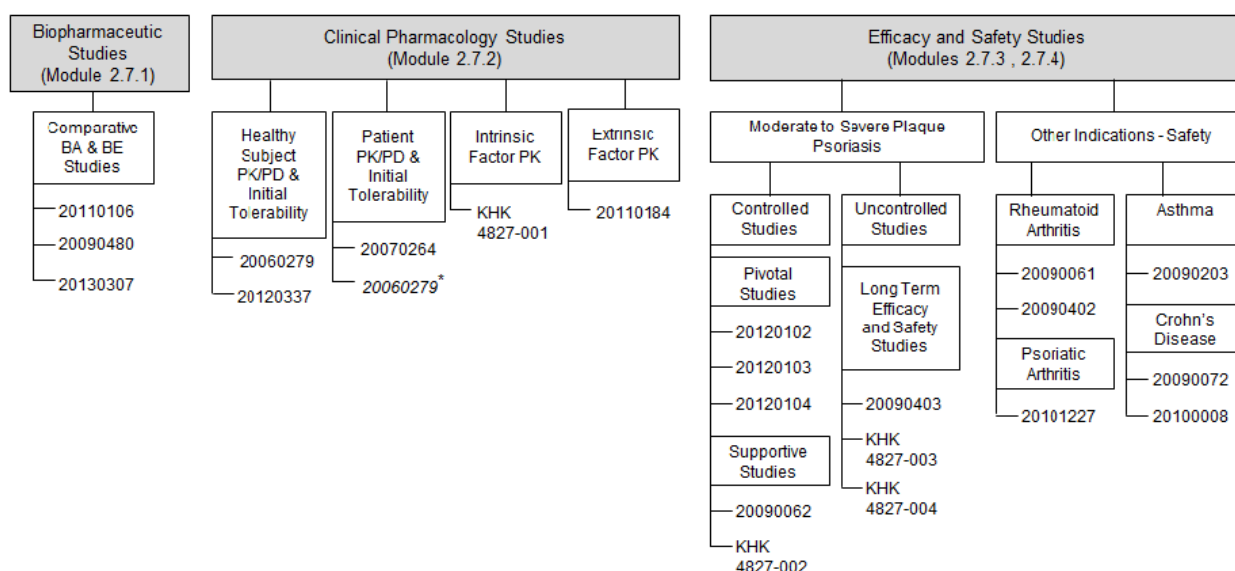 Biopharmaceutic
Studies
(Module 2.7.1)
Comparative
BA & BE
Studies
20110106
20090480
20130307
Clinical Pharmacology Studies
(Module 2.7.2)
Healthy
Subject
PK/PD &
Initial
Tolerability
20060279
20120337
Patient
PK/PD &
Initial
Tolerability
20070264
20060279*
Intrinsic
Factor PK
KHK
4827-001
Extrinsic
Factor PK
20110184
Efficacy and Safety Studies
(Modules 2.7.3 , 2.7.4)
Moderate to Severe Plaque
Psoriasis
Controlled
Studies
Pivotal
Studies
20120102
20120103
20120104
Supportive
Studies
20090062
KHK
4827-002
Uncontrolled
Studies
Long Term
Efficacy
and Safety
Studies
20090403
KHK
4827-003
KHK
4827-004
Other Indications - Safety
Rheumatoid
Arthritis
20090061
20090402
Psoriatic
Arthritis
20101227
Asthma
20090203
Crohn's
Disease
20090072
20100008